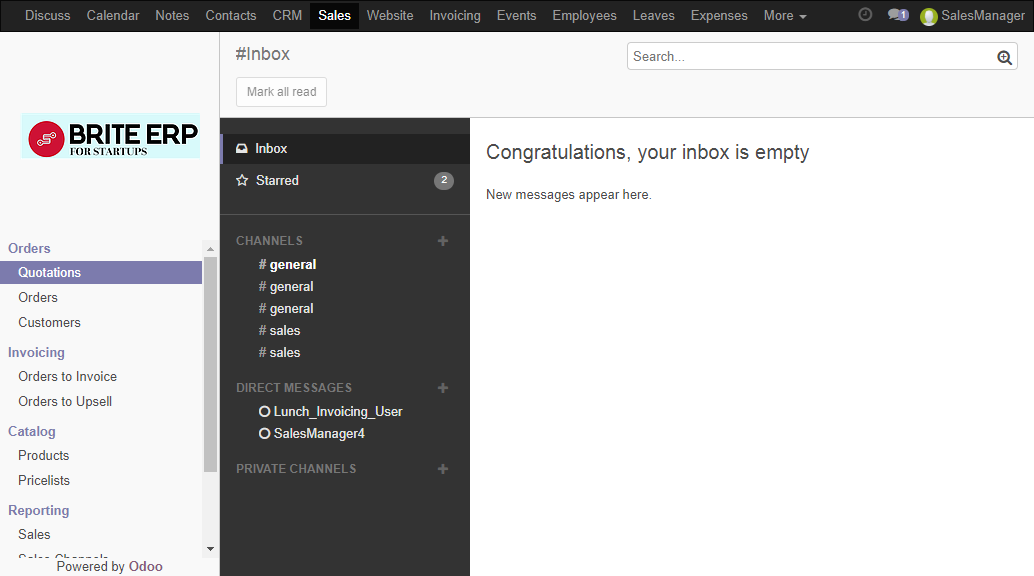 Discuss Calendar Notes Contacts CRM Sales Website Invoicing Events Employees Leaves Expenses More 1 SalesManager
#Inbox
Search...
Mark all read
BRITE ERP
FOR STARTUPS
Orders
Quotations
Orders
Customers
Invoicing
Orders to Invoice
Orders to Upsell
Catalog
Products
Pricelists
Reporting
Sales
Sales Channels
Powered by Odoo
Inbox
Starred 2
CHANNELS
# general
# general
# general
# sales
# sales
DIRECT MESSAGES
Lunch_Invoicing_User
SalesManager4
PRIVATE CHANNELS
Congratulations, your inbox is empty
New messages appear here.